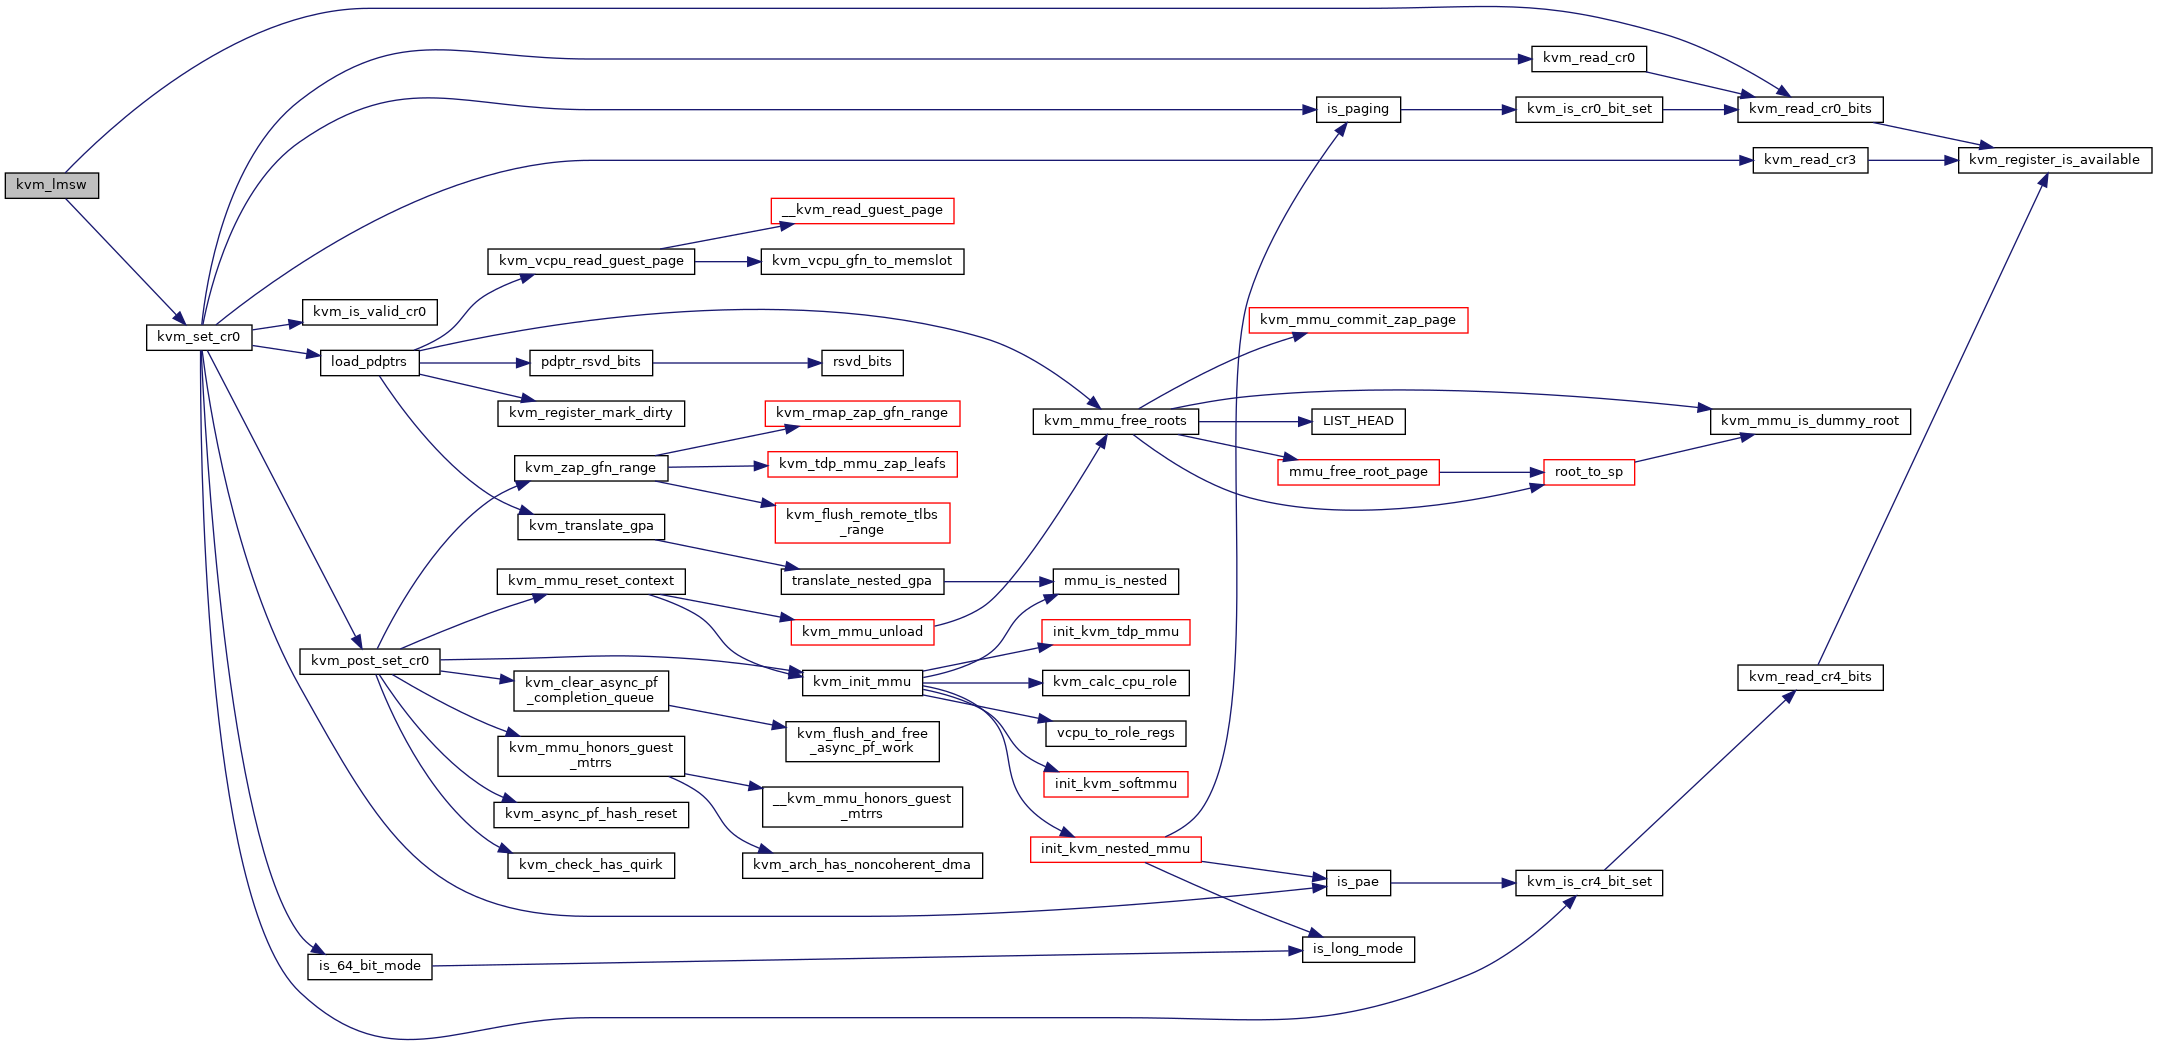 kvm_lmsw
kvm_set_cr0
kvm_is_valid_cr0
load_pdptrs
kvm_post_set_cr0
is_64_bit_mode
kvm_vcpu_read_guest_page
pdptr_rsvd_bits
kvm_register_mark_dirty
kvm_zap_gfn_range
kvm_translate_gpa
kvm_mmu_reset_context
kvm_clear_async_pf
_completion_queue
kvm_mmu_honors_guest
_mtrrs
kvm_async_pf_hash_reset
kvm_check_has_quirk
__kvm_read_guest_page
kvm_vcpu_gfn_to_memslot
rsvd_bits
kvm_rmap_zap_gfn_range
kvm_tdp_mmu_zap_leafs
kvm_flush_remote_tlbs
_range
translate_nested_gpa
kvm_mmu_unload
kvm_init_mmu
kvm_flush_and_free
_async_pf_work
__kvm_mmu_honors_guest
_mtrrs
kvm_arch_has_noncoherent_dma
kvm_mmu_free_roots
mmu_is_nested
init_kvm_tdp_mmu
kvm_calc_cpu_role
vcpu_to_role_regs
init_kvm_softmmu
init_kvm_nested_mmu
is_paging
kvm_mmu_commit_zap_page
LIST_HEAD
mmu_free_root_page
is_pae
is_long_mode
kvm_read_cr0
kvm_is_cr0_bit_set
root_to_sp
kvm_is_cr4_bit_set
kvm_read_cr0_bits
kvm_read_cr3
kvm_mmu_is_dummy_root
kvm_read_cr4_bits
kvm_register_is_available